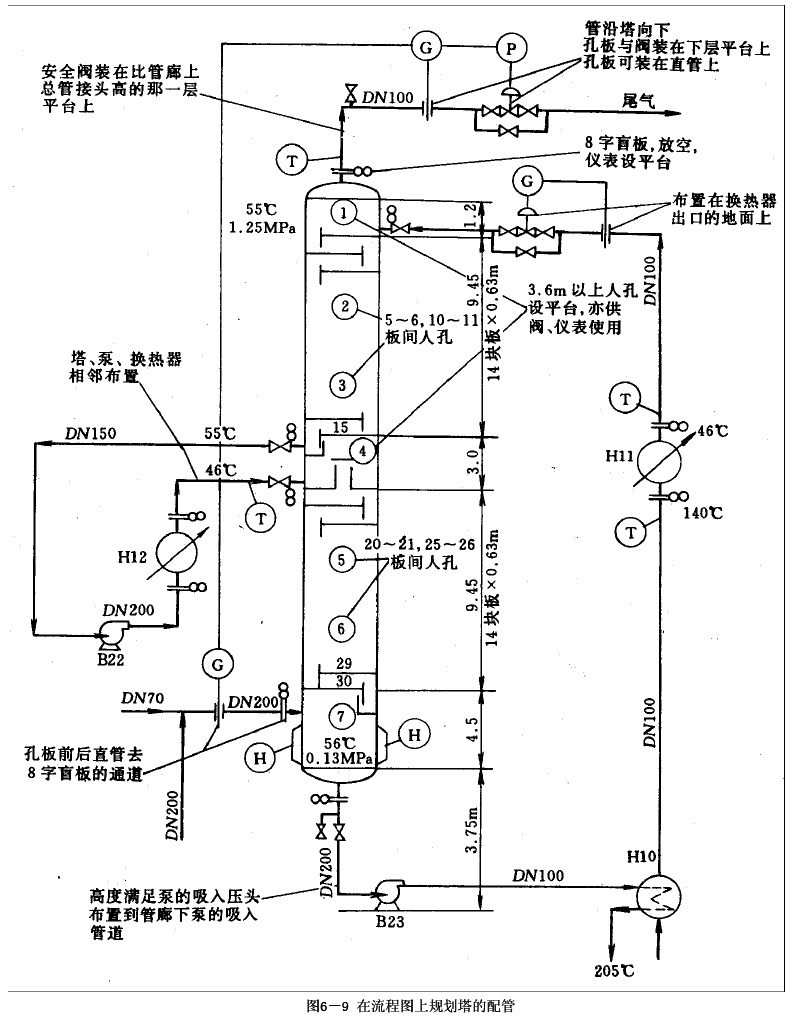 管沿塔向下
孔板与阀装在下层平台上
孔板可装在直管上
G
P
安全阀装在比管廊上
总管接头高的那一层
平台上
DN100
尾气
T
8字盲板,放空,
仪表设平台
G
布置在换热器
出口的地面上
55℃
1.25MPa
1
1.2
DN100
2
5～6,10～11
板间人孔
9.45
14块板×0.63m
3.6m以上人孔
设平台,亦供
阀、仪表使用
塔、泵、换热器
相邻布置
3
T
DN150
55℃
15
4
3.0
46℃
H11
46℃
T
140℃
T
H12
20～21,25～26
板间人孔
5
9.45
14块板×0.63m
DN200
B22
6
G
29
30
DN70
DN200
7
4.5
DN100
孔板前后直管去
8字盲板的通道
H
56℃
0.13MPa
H
DN200
3.75m
DN200
H10
高度满足泵的吸入压头
布置到管廊下泵的吸入
管道
B23
DN100
205℃
图6－9 在流程图上规划塔的配管